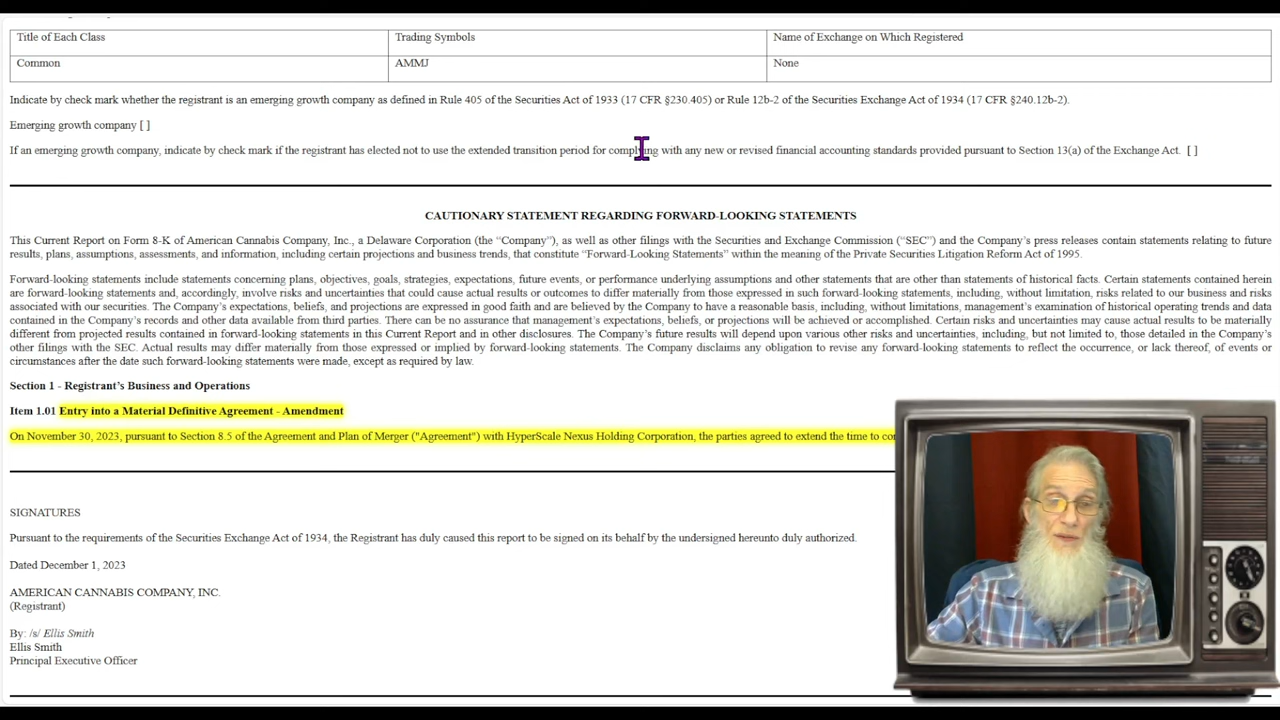 Title of Each Class
Trading Symbols
Name of Exchange on Which Registered
Common
AMMJ
None
Indicate by check mark whether the registrant is an emerging growth company as defined in Rule 405 of the Securities Act of 1933 (17 CFR §230.405) or Rule 12b-2 of the Securities Exchange Act of 1934 (17 CFR §240.12b-2).
Emerging growth company [ ]
If an emerging growth company, indicate by check mark if the registrant has elected not to use the extended transition period for complying with any new or revised financial accounting standards provided pursuant to Section 13(a) of the Exchange Act. [ ]
CAUTIONARY STATEMENT REGARDING FORWARD-LOOKING STATEMENTS
This Current Report on Form 8-K of American Cannabis Company, Inc., a Delaware Corporation (the “Company”), as well as other filings with the Securities and Exchange Commission (“SEC”) and the Company’s press releases contain statements relating to future
results, plans, assumptions, assessments, and information, including certain projections and business trends, that constitute “Forward-Looking Statements” within the meaning of the Private Securities Litigation Reform Act of 1995.
Forward-looking statements include statements concerning plans, objectives, goals, strategies, expectations, future events, or performance underlying assumptions and other statements that are other than statements of historical facts. Certain statements contained herein
are forward-looking statements and, accordingly, involve risks and uncertainties that could cause actual results or outcomes to differ materially from those expressed in such forward-looking statements, including, without limitation, risks related to our business and risks
associated with our securities. The Company’s expectations, beliefs, and projections are expressed in good faith and are believed by the Company to have a reasonable basis, including, without limitations, management’s examination of historical operating trends and data
contained in the Company’s records and other data available from third parties. There can be no assurance that management’s expectations, beliefs, or projections will be achieved or accomplished. Certain risks and uncertainties may cause actual results to be materially
different from projected results contained in forward-looking statements in this Current Report and in other disclosures. The Company’s future results will depend upon various other risks and uncertainties, including, but not limited to, those detailed in the Company’s
other filings with the SEC. Actual results may differ materially from those expressed or implied by forward-looking statements. The Company disclaims any obligation to revise any forward-looking statements to reflect the occurrence, or lack thereof, of events or
circumstances after the date such forward-looking statements were made, except as required by law.
Section 1 - Registrant’s Business and Operations
Item 1.01 Entry into a Material Definitive Agreement - Amendment
On November 30, 2023, pursuant to Section 8.5 of the Agreement and Plan of Merger ("Agreement") with HyperScale Nexus Holding Corporation, the parties agreed to extend the time to
SIGNATURES
Pursuant to the requirements of the Securities Exchange Act of 1934, the Registrant has duly caused this report to be signed on its behalf by the undersigned hereunto duly authorized.
Dated December 1, 2023
AMERICAN CANNABIS COMPANY, INC.
(Registrant)
By: /s/ Ellis Smith
Ellis Smith
Principal Executive Officer